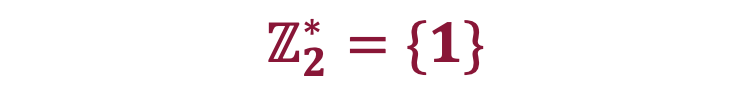 ℤ₂* = {1}